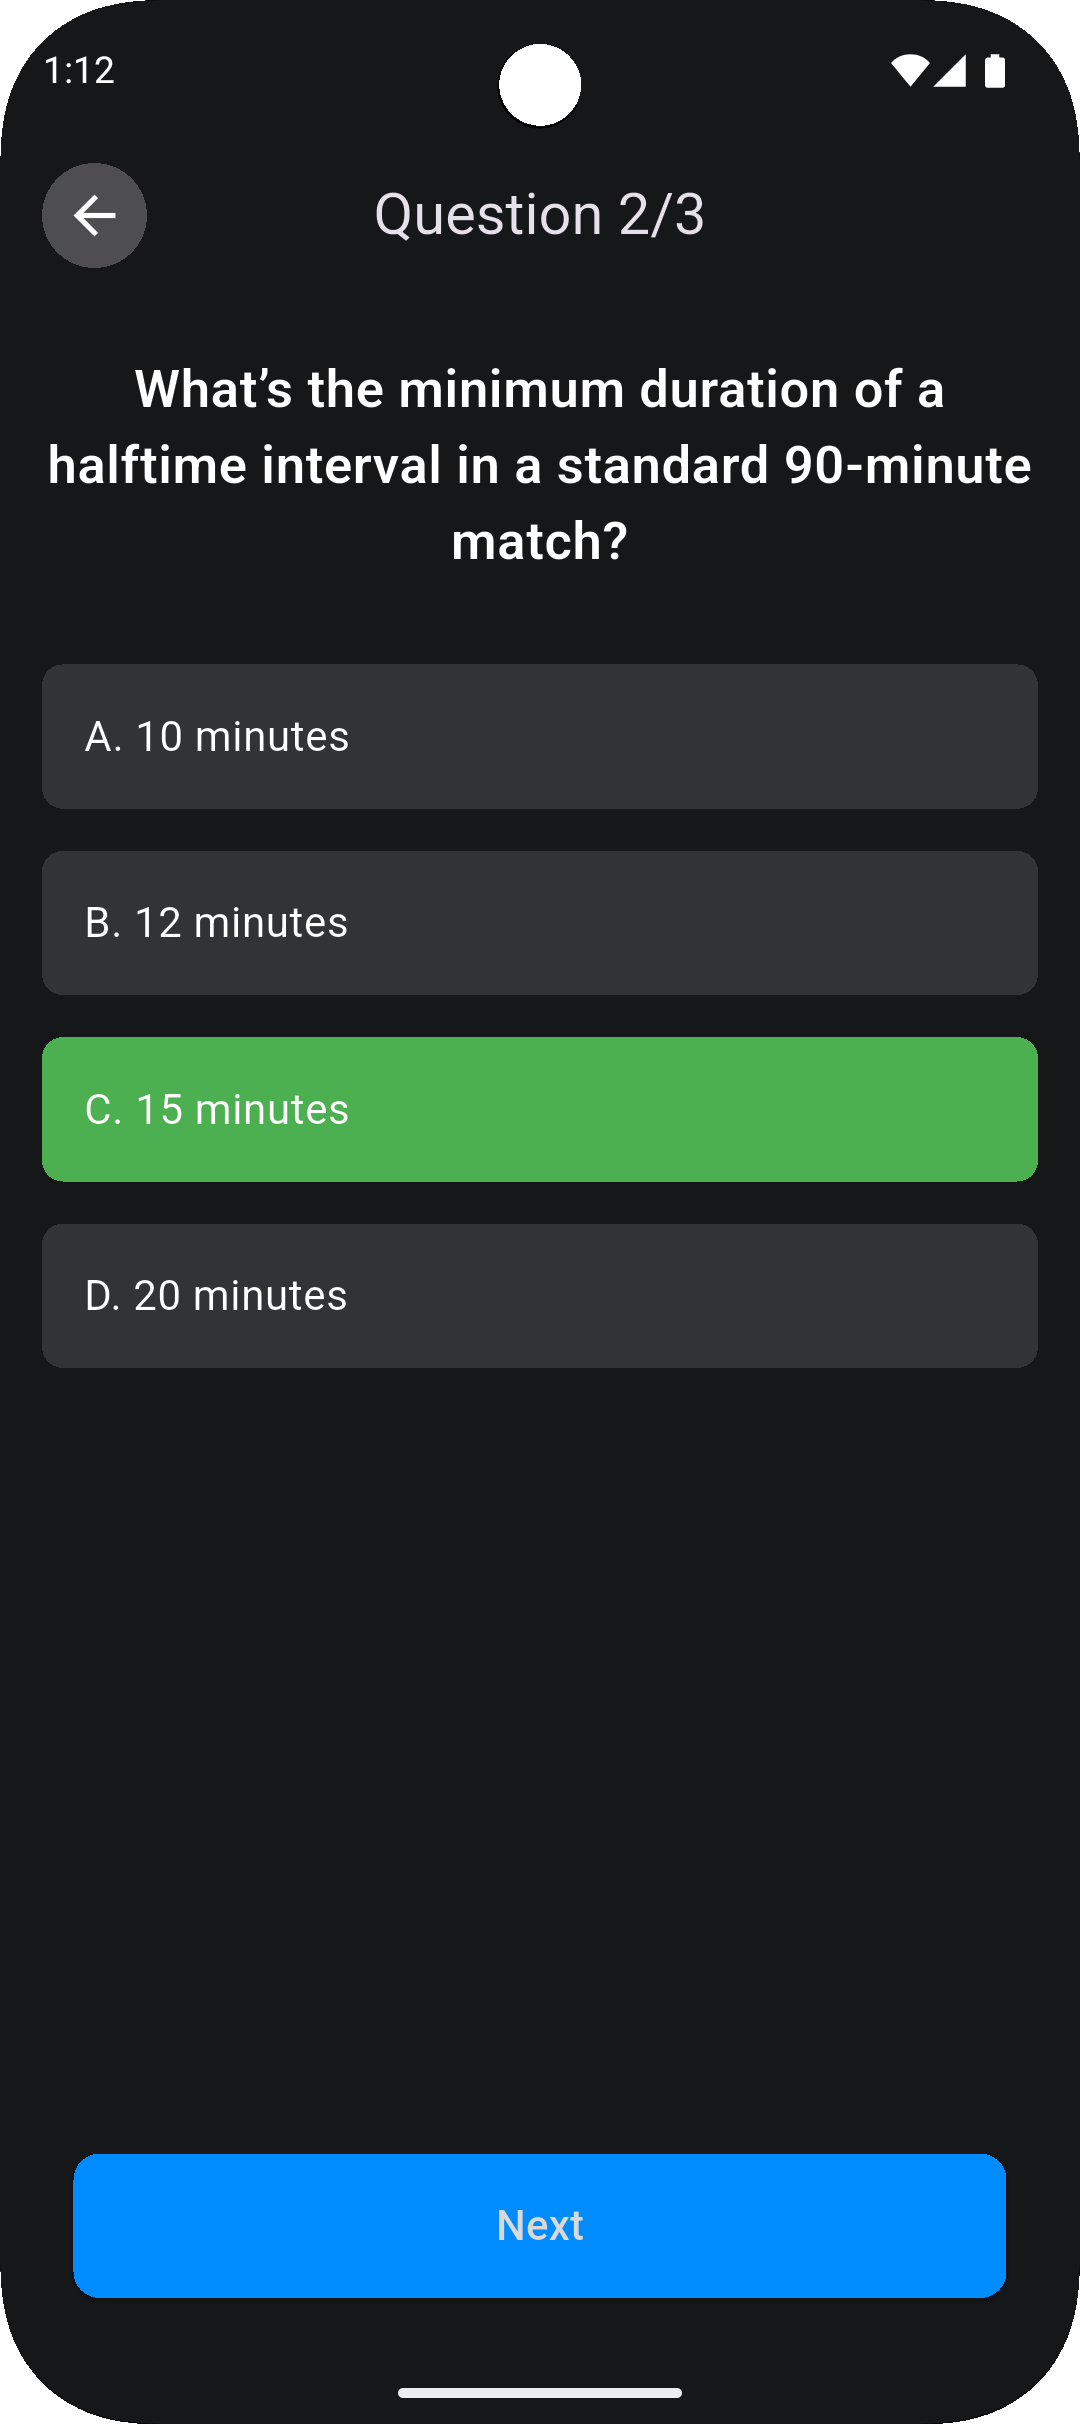 1:12
Question 2/3
What’s the minimum duration of a
halftime interval in a standard 90-minute
match?
A. 10 minutes
B. 12 minutes
C. 15 minutes
D. 20 minutes
Next